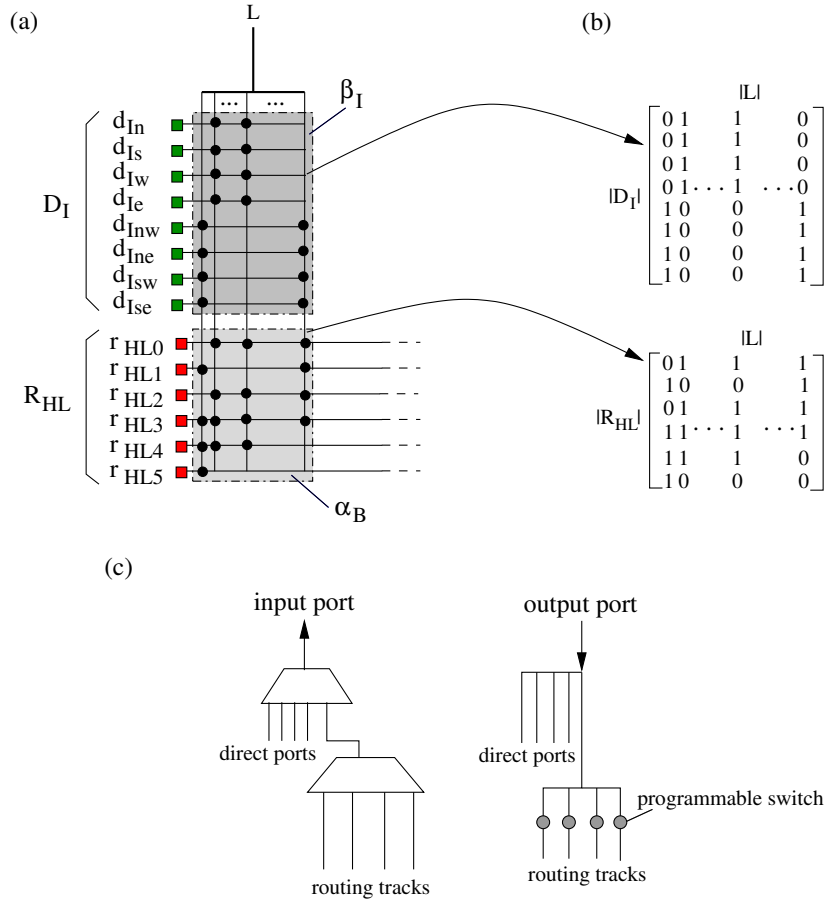 (a)
L
(b)
... ...
β_I
d_In
d_Is
d_Iw
d_Ie
d_Inw
d_Ine
d_Isw
d_Ise
D_I
r_HL0
r_HL1
r_HL2
r_HL3
r_HL4
r_HL5
R_HL
α_B
|L|
0 1 1 0
0 1 1 0
0 1 1 0
|D_I| 0 1 ... 1 ... 0
1 0 0 1
1 0 0 1
1 0 0 1
1 0 0 1
|L|
0 1 1 1
1 0 0 1
0 1 1 1
|R_HL| 1 1 ... 1 ... 1
1 1 1 0
1 0 0 0
(c)
input port
direct ports
routing tracks
output port
direct ports
programmable switch
routing tracks